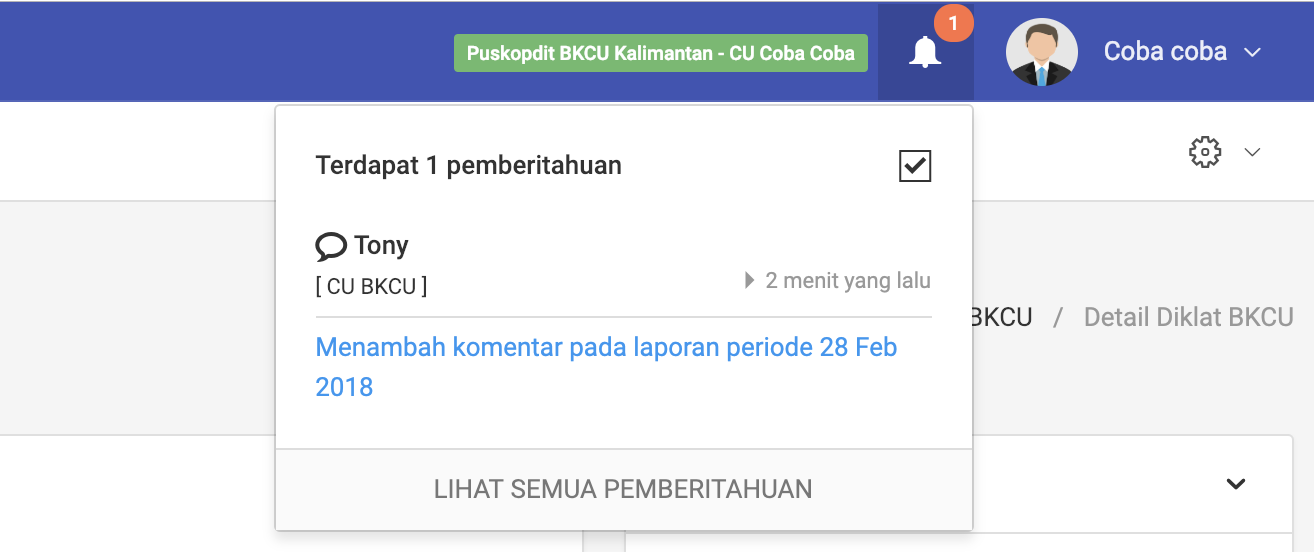 Puskopdit BKCU Kalimantan - CU Coba Coba
1
Coba coba
Terdapat 1 pemberitahuan
Tony
[ CU BKCU ]
2 menit yang lalu
BKCU / Detail Diklat BKCU
Menambah komentar pada laporan periode 28 Feb
2018
LIHAT SEMUA PEMBERITAHUAN